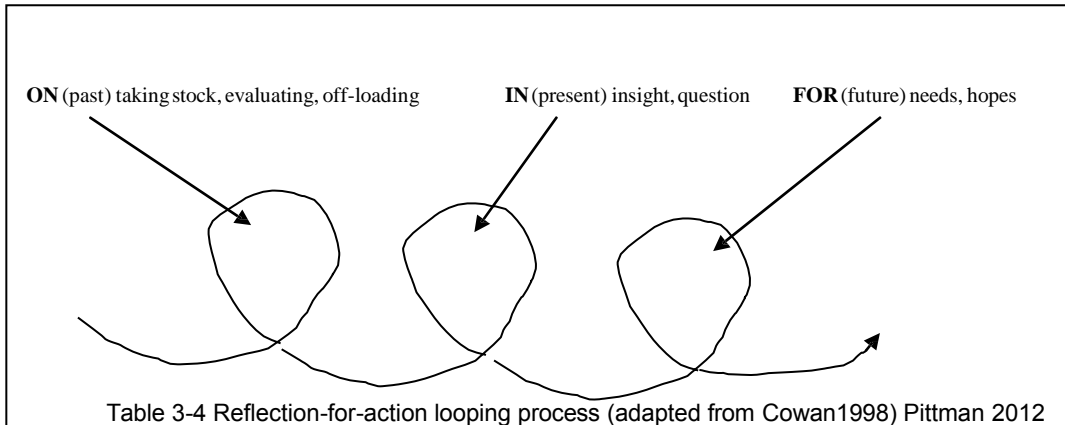 ON (past) taking stock, evaluating, off-loading IN (present) insight, question FOR (future) needs, hopes
Table 3-4 Reflection-for-action looping process (adapted from Cowan1998) Pittman 2012